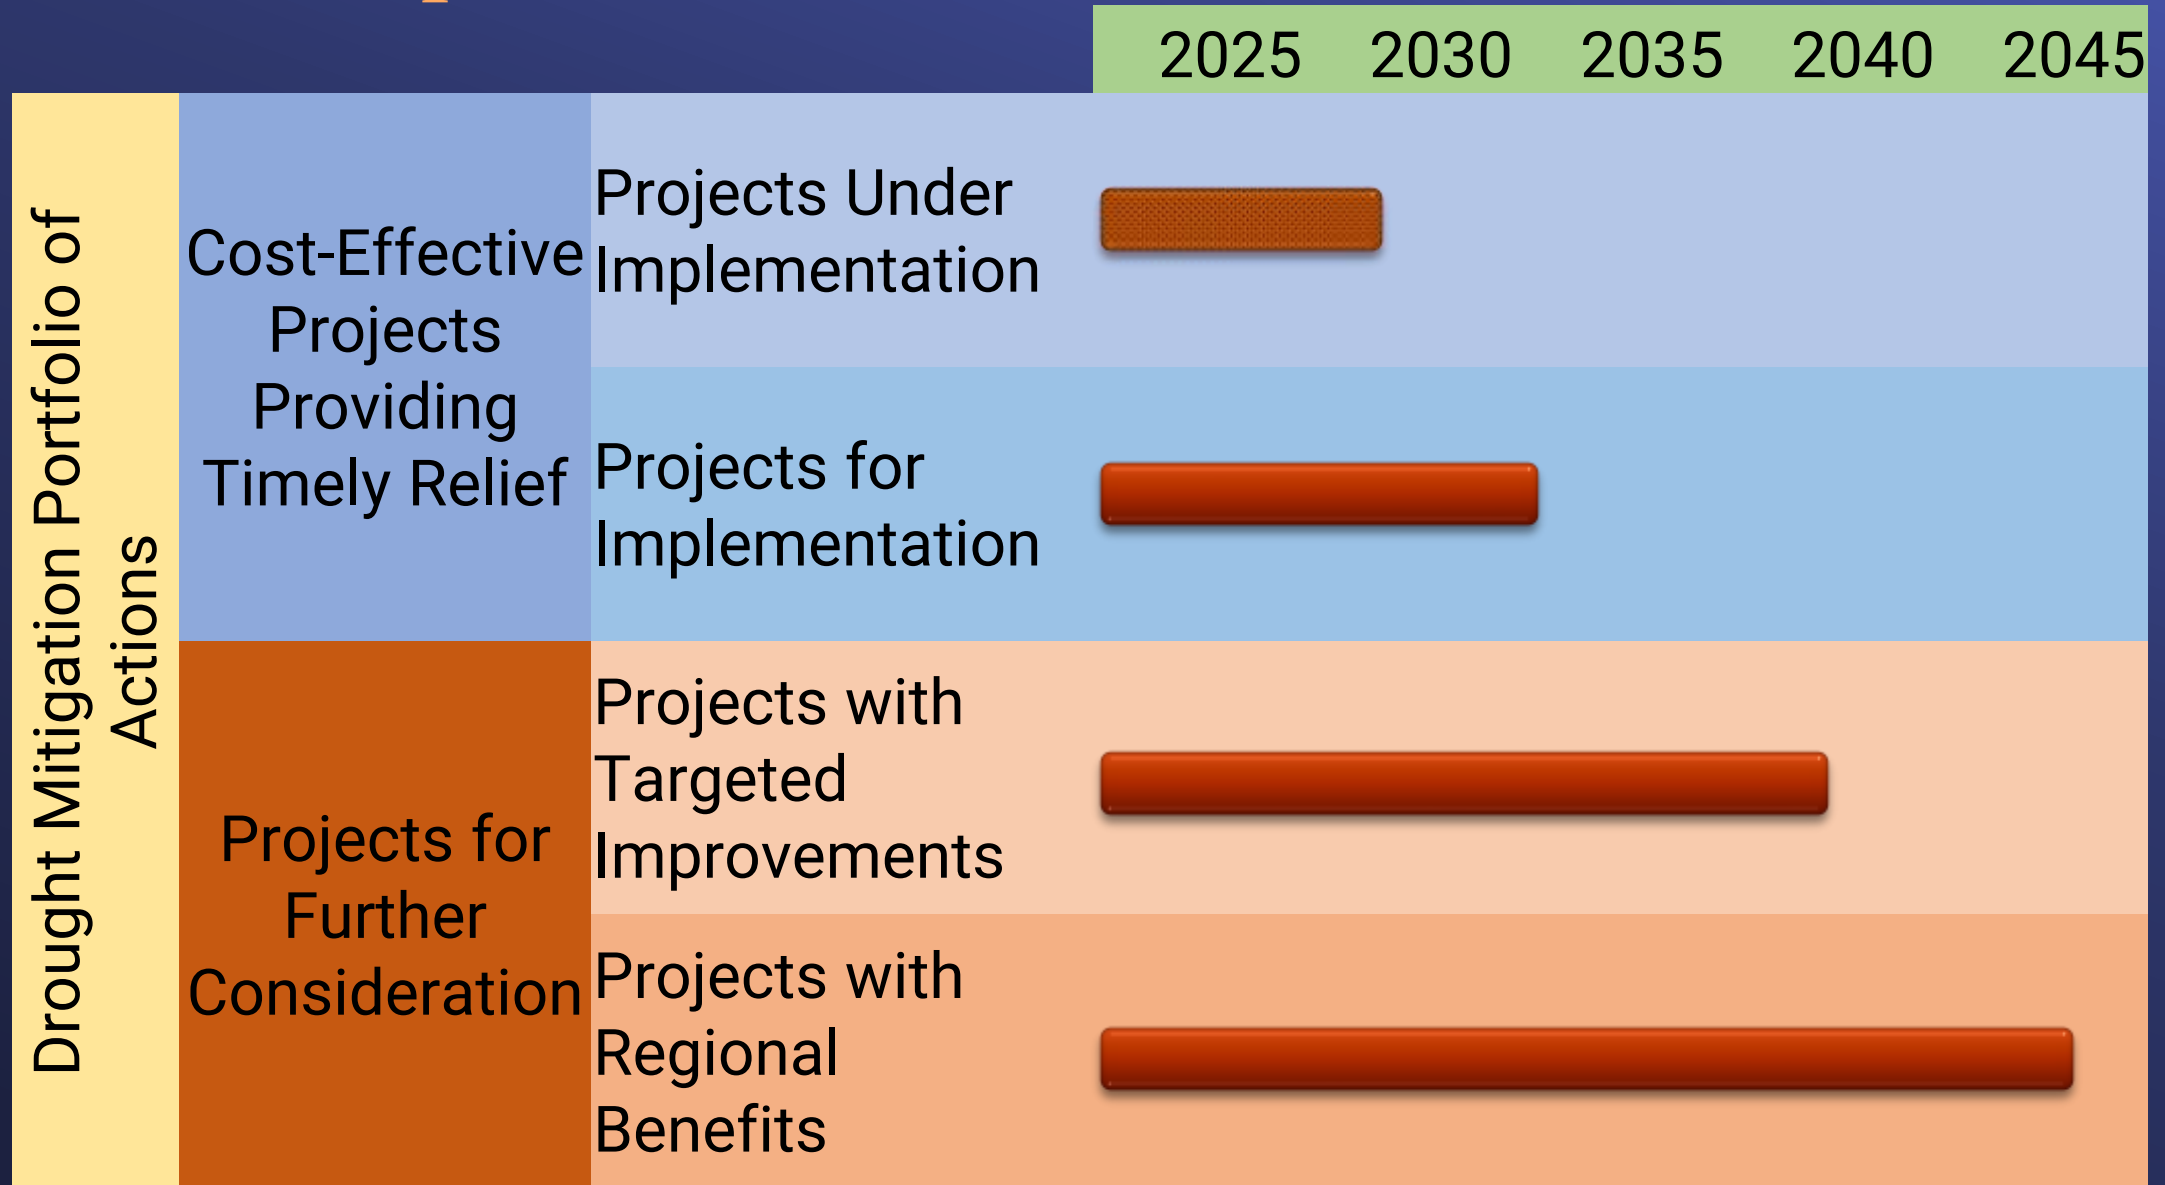 2025 2030 2035 2040 2045
Drought Mitigation Portfolio of
Actions
Cost-Effective
Projects
Providing
Timely Relief
Projects Under
Implementation
Projects for
Implementation
Projects for
Further
Consideration
Projects with
Targeted
Improvements
Projects with
Regional
Benefits